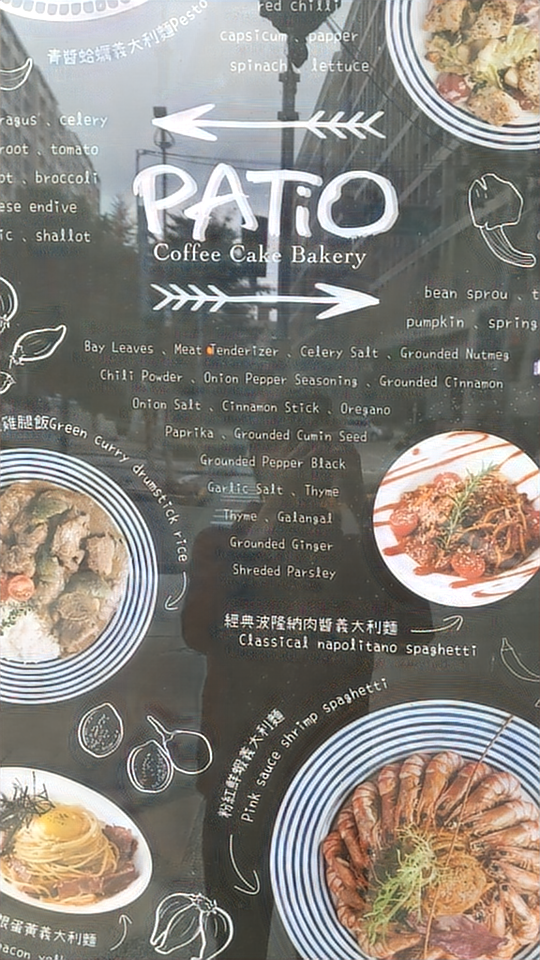 red chilli
青醬蛤蠣義大利麵Pesto
capsicum 、papper
spinach 、lettuce
ragus 、celery
root 、tomato
ot 、broccoli
ese endive
ic 、shallot
PATiO
Coffee Cake Bakery
bean sprou 、t
pumpkin 、spring
Bay Leaves 、Meat Tenderizer 、Celery Salt 、Grounded Nutmeg
Chili Powder 、Onion Pepper Seasoning 、Grounded Cinnamon
Onion Salt 、Cinnamon Stick 、Oregano
Paprika 、Grounded Cumin Seed
Grounded Pepper Black
Garlic Salt 、Thyme
Thyme 、Galangal
Grounded Ginger
Shreded Parsley
雞腿飯Green curry drumstick rice
經典波隆納肉醬義大利麵
Classical napolitano spaghetti
粉紅鮮蝦義大利麵
Pink sauce shrimp spaghetti
根蛋黃義大利麵
bacon yolk